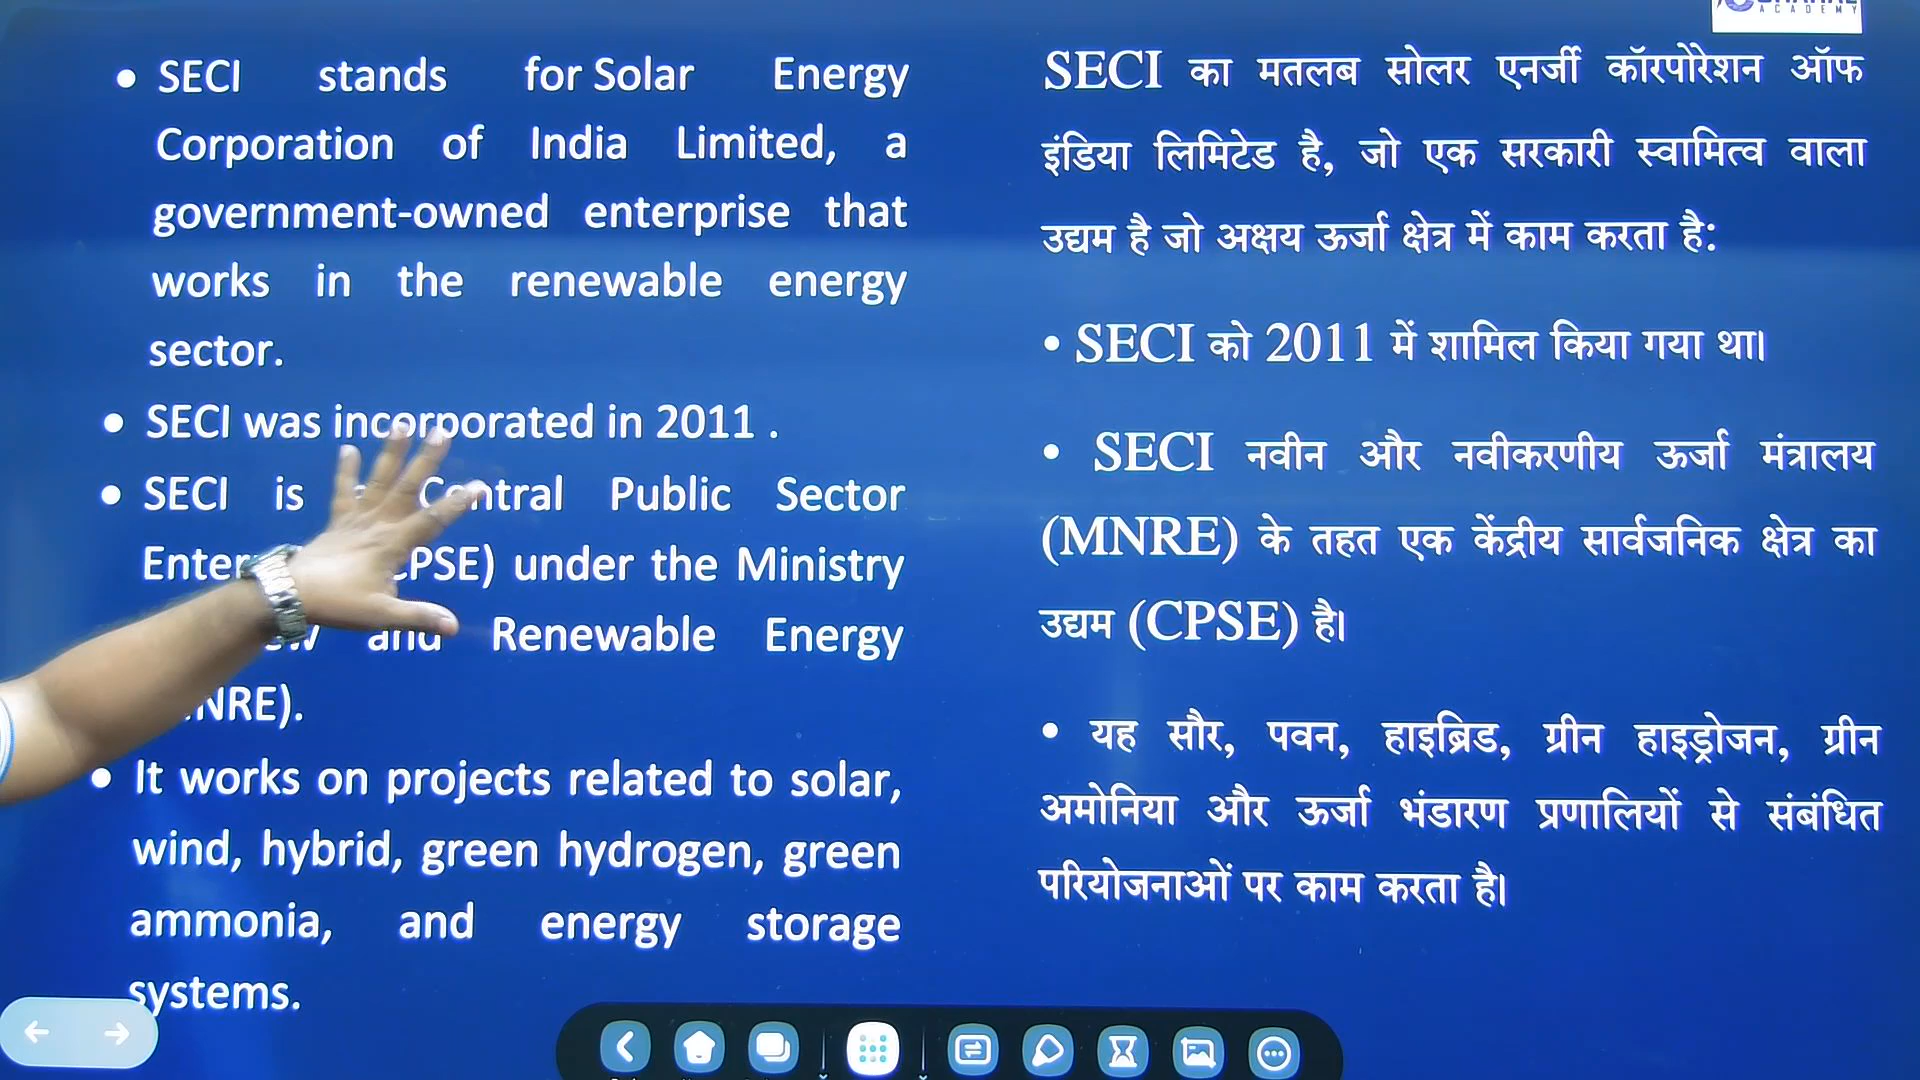 ACADEMY
SECI stands for Solar Energy
Corporation of India Limited, a
government-owned enterprise that
works in the renewable energy
sector.
SECI was incorporated in 2011 .
SECI is Central Public Sector
CPSE) under the Ministry
and Renewable Energy
NRE).
It works on projects related to solar,
wind, hybrid, green hydrogen, green
ammonia, and energy storage
systems.
SECI का मतलब सोलर एनर्जी कॉरपोरेशन ऑफ
इंडिया लिमिटेड है, जो एक सरकारी स्वामित्व वाला
उद्यम है जो अक्षय ऊर्जा क्षेत्र में काम करता है:
• SECI को 2011 में शामिल किया गया था।
• SECI नवीन और नवीकरणीय ऊर्जा मंत्रालय
(MNRE) के तहत एक केंद्रीय सार्वजनिक क्षेत्र का
उद्यम (CPSE) है।
• यह सौर, पवन, हाइब्रिड, ग्रीन हाइड्रोजन, ग्रीन
अमोनिया और ऊर्जा भंडारण प्रणालियों से संबंधित
परियोजनाओं पर काम करता है।